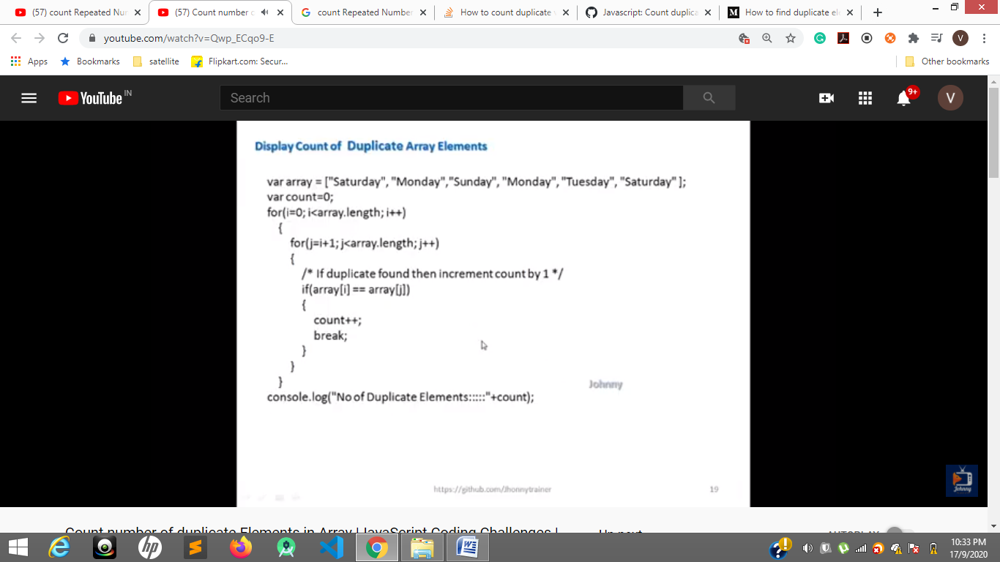 (57) count Repeated Nu
(57) Count number o
count Repeated Number
How to count duplicate v
Javascript: Count duplica
How to find duplicate el
youtube.com/watch?v=Qwp_ECqo9-E
V
Apps
Bookmarks
satellite
Flipkart.com: Secur...
Other bookmarks
YouTube IN
Search
9+
V
Display Count of Duplicate Array Elements
var array = ["Saturday", "Monday","Sunday", "Monday", "Tuesday", "Saturday" ];
var count=0;
for(i=0; i<array.length; i++)
{
for(j=i+1; j<array.length; j++)
{
/* If duplicate found then increment count by 1 */
if(array[i] == array[j])
{
count++;
break;
}
}
}
Johnny
console.log("No of Duplicate Elements:::::"+count);
https://github.com/Jhonnytrainer
19
Johnny
Count number of duplicate Elements in Array | JavaScript Coding Challenges |
Up next
AUTOPLAY
10:33 PM
17/9/2020